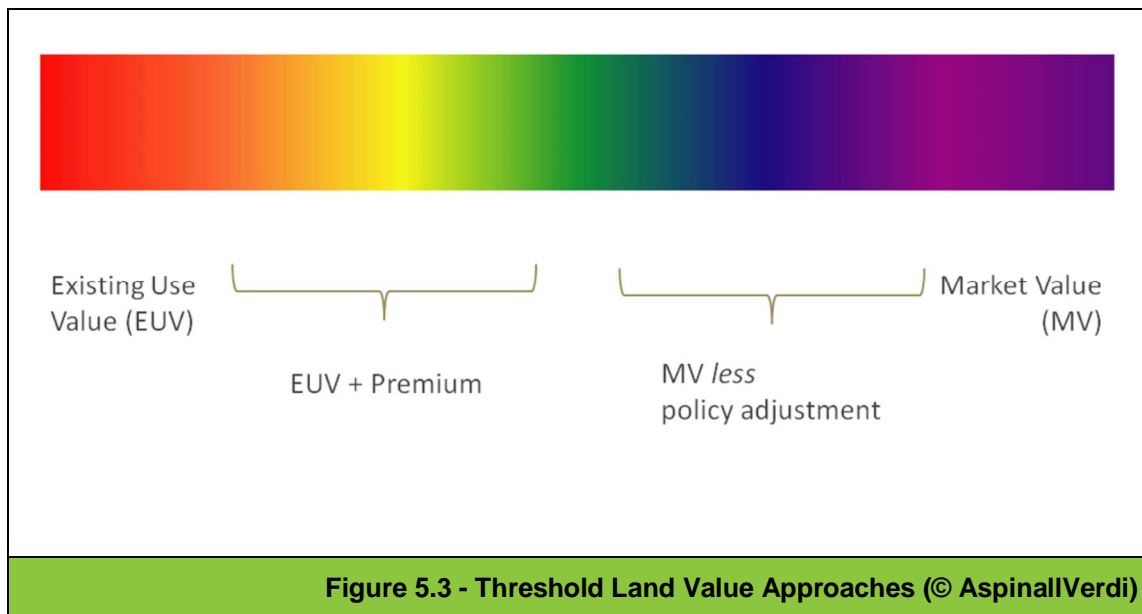 Existing Use
Value (EUV)
EUV + Premium
MV less
policy adjustment
Market Value
(MV)
Figure 5.3 - Threshold Land Value Approaches (© AspinallVerdi)